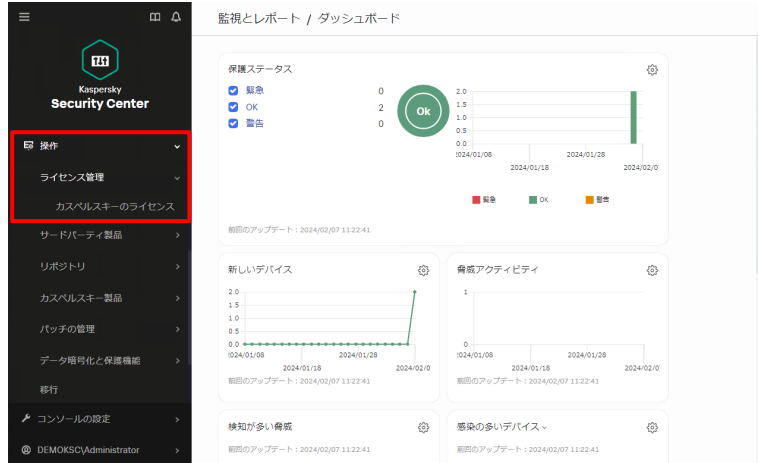 監視とレポート / ダッシュボード
Kaspersky
Security Center
操作
ライセンス管理
カスペルスキーのライセンス
サードパーティ製品
リポジトリ
カスペルスキー製品
パッチの管理
データ暗号化と保護機能
移行
コンソールの設定
DEMOKSC\Administrator
保護ステータス
緊急 0
OK 2
警告 0
Ok
2.0
1.5
1.0
0.5
0.0
2024/01/08 2024/01/28
2024/01/18 2024/02/0
緊急 OK 警告
前回のアップデート : 2024/02/07 11:22:41
新しいデバイス
2.0
1.5
1.0
0.5
0.0
2024/01/08 2024/01/28
2024/01/18 2024/02/0
前回のアップデート : 2024/02/07 11:22:41
脅威アクティビティ
1
0
2024/01/08 2024/01/28
2024/01/18 2024/02/0
前回のアップデート : 2024/02/07 11:22:41
検知が多い脅威
前回のアップデート : 2024/02/07 11:22:41
感染の多いデバイス
前回のアップデート : 2024/02/07 11:22:41